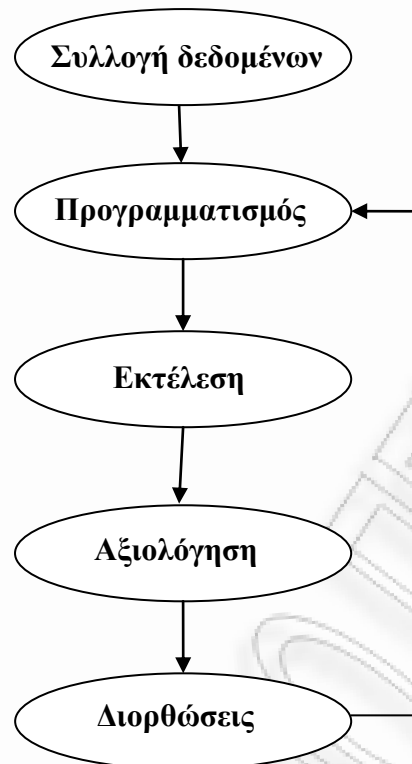 Συλλογή δεδομένων
Προγραμματισμός
Εκτέλεση
Αξιολόγηση
Διορθώσεις